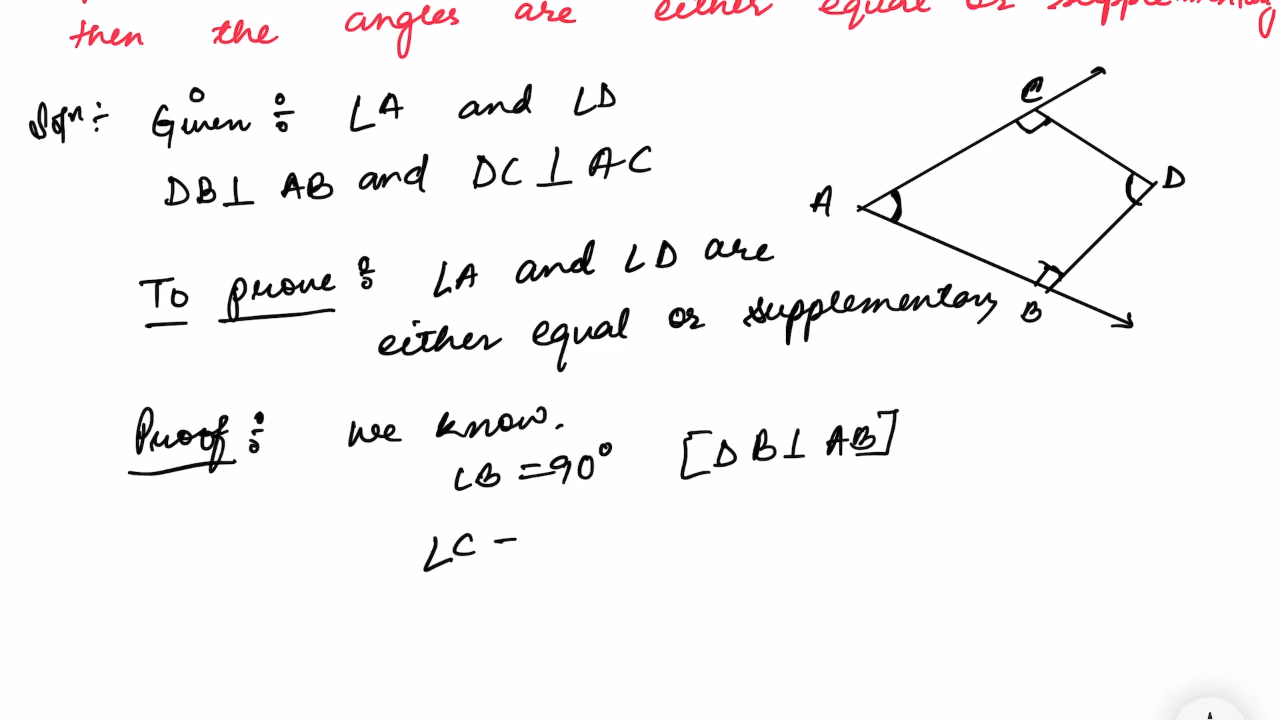 then the angles are either equal or supplementary
Soln:- Given : ∠A and ∠D
DB ⊥ AB and DC ⊥ AC
To prove : ∠A and ∠D are
either equal or supplementary
Proof : we know.
∠B = 90° [DB ⊥ AB]
∠C -
A
C
D
B